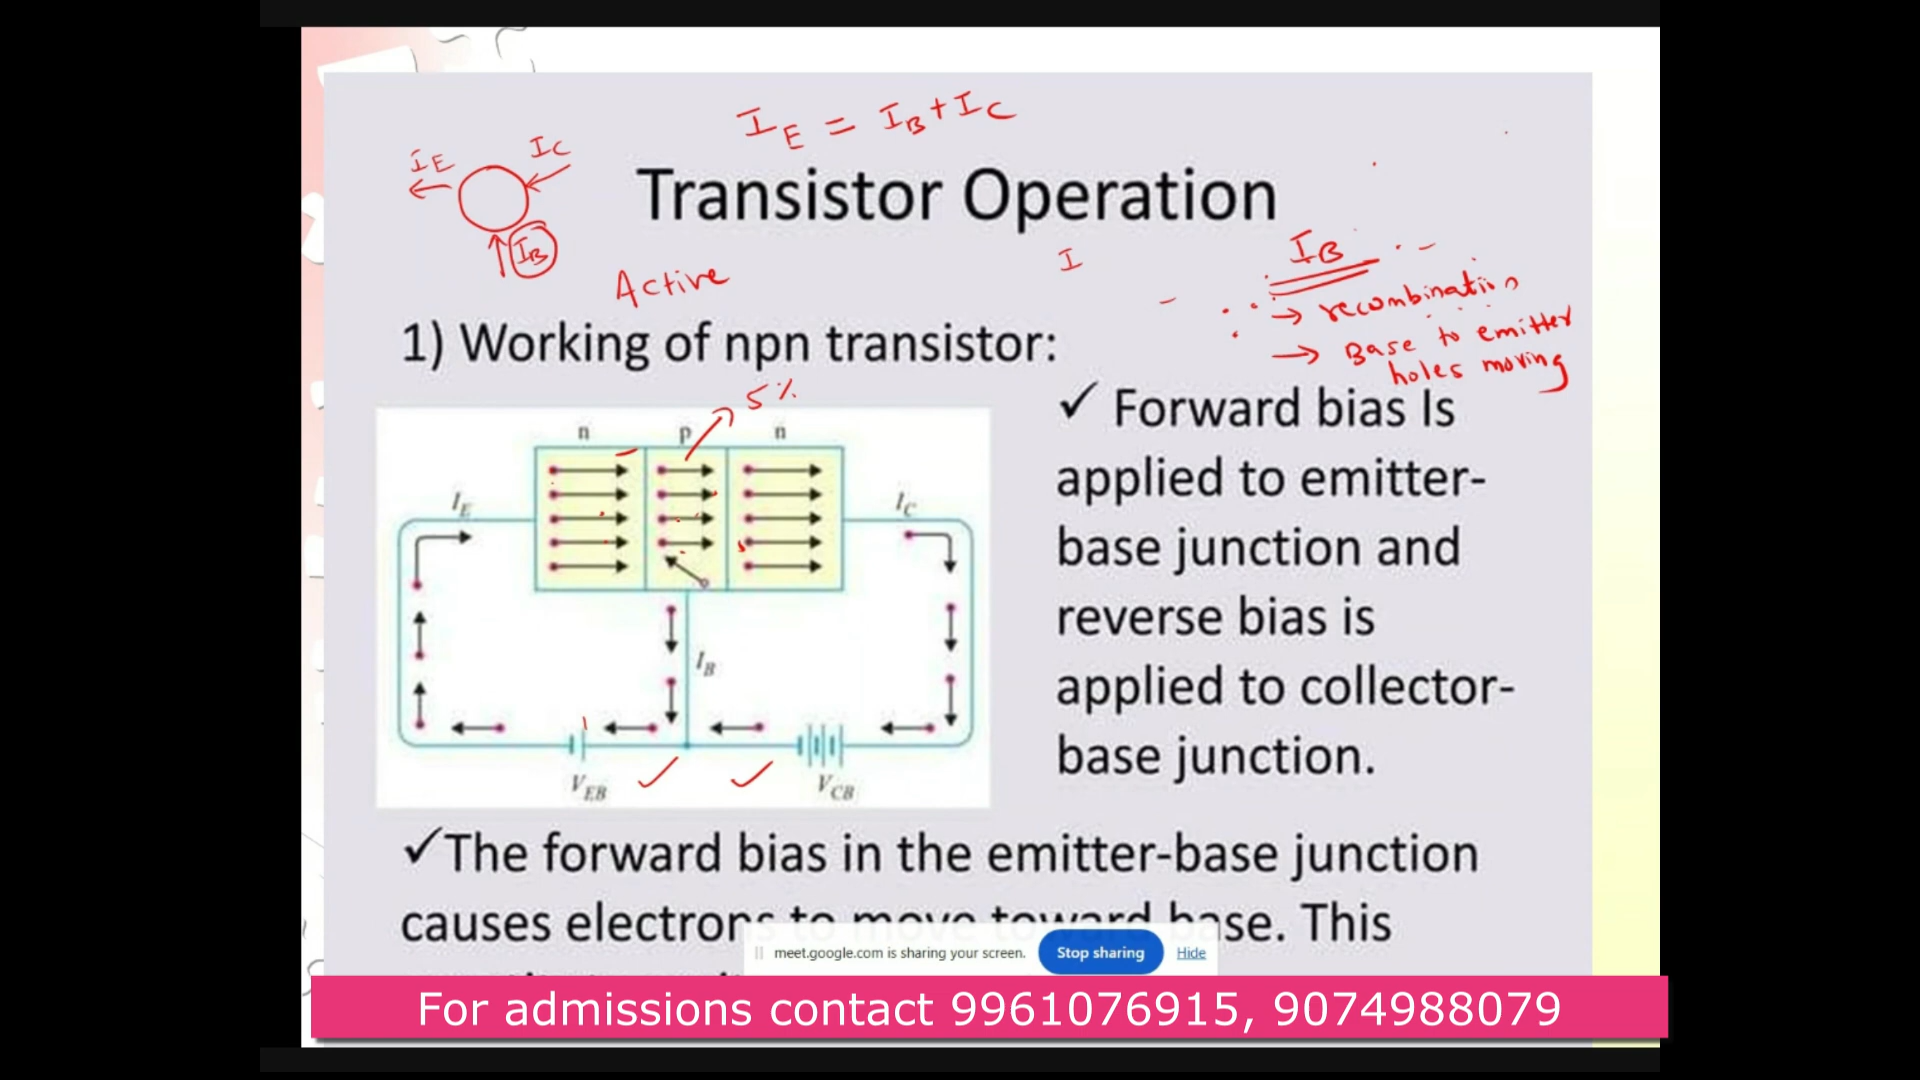 I_E = I_B + I_C
I_E
I_C
I_B
Transistor Operation
I
I_B
Active
→ recombination
→ Base to emitter
holes moving
1) Working of npn transistor:
5%
n p n
I_E
I_C
I_B
V_EB
V_CB
✓ Forward bias Is
applied to emitter-
base junction and
reverse bias is
applied to collector-
base junction.
✓The forward bias in the emitter-base junction
causes electrons to move toward base. This
meet.google.com is sharing your screen. Stop sharing Hide
For admissions contact 9961076915, 9074988079